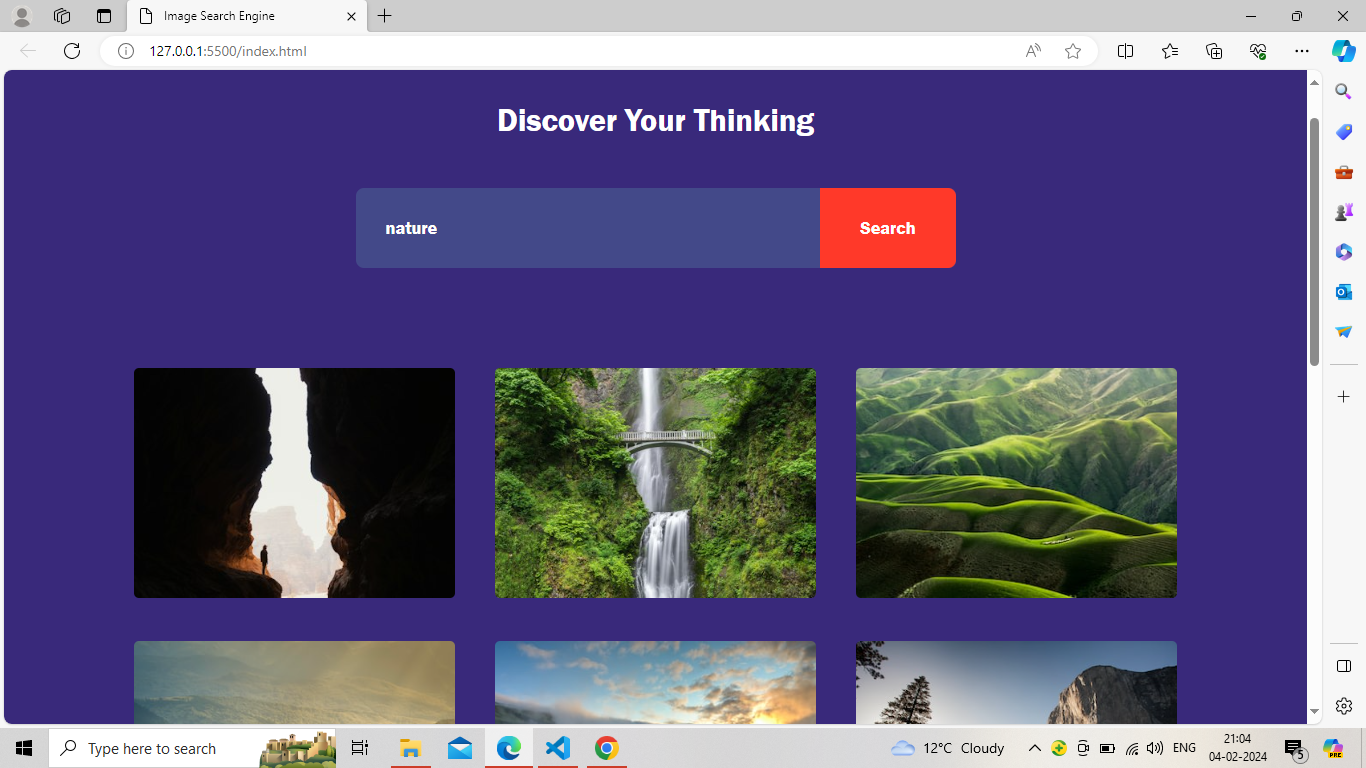 Image Search Engine
127.0.0.1:5500/index.html
Discover Your Thinking
nature
Search
Type here to search
12°C Cloudy
ENG
21:04
04-02-2024
5
PRE